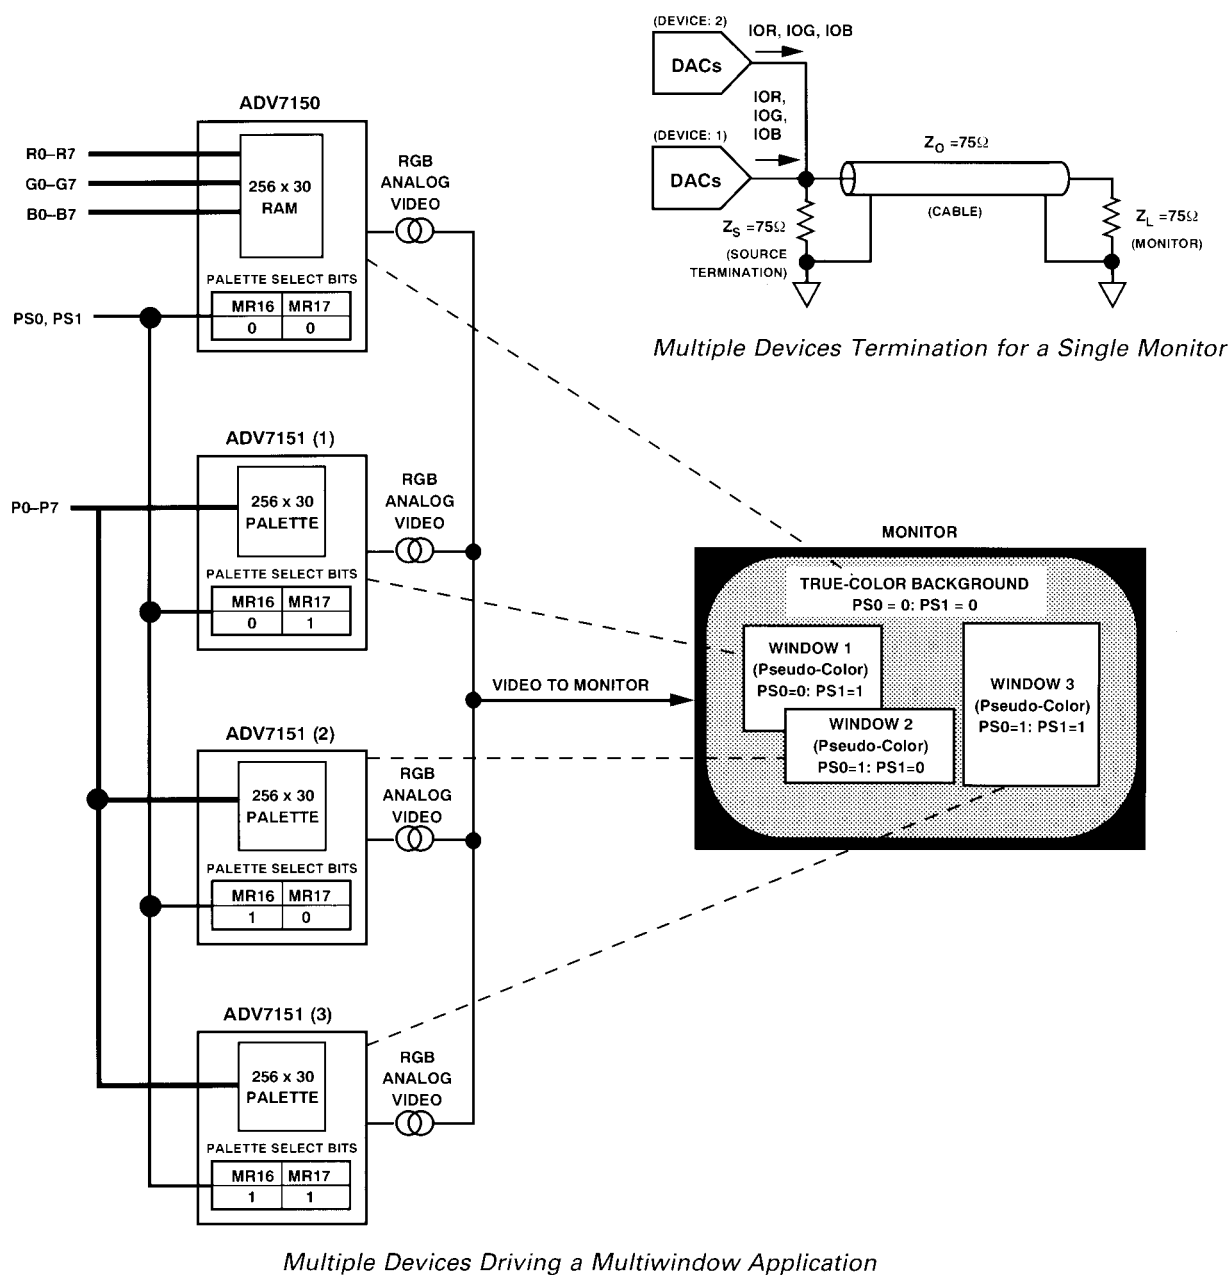 (DEVICE: 2)
IOR, IOG, IOB
DACs
IOR,
IOG,
IOB
(DEVICE: 1)
DACs
ZO =75Ω
(CABLE)
ZS =75Ω
(SOURCE
TERMINATION)
ZL =75Ω
(MONITOR)
Multiple Devices Termination for a Single Monitor
ADV7150
R0–R7
G0–G7
B0–B7
256 x 30
RAM
RGB
ANALOG
VIDEO
PALETTE SELECT BITS
PS0, PS1
MR16 MR17
0 0
ADV7151 (1)
P0–P7
256 x 30
PALETTE
RGB
ANALOG
VIDEO
PALETTE SELECT BITS
MR16 MR17
0 1
VIDEO TO MONITOR
MONITOR
TRUE-COLOR BACKGROUND
PS0 = 0: PS1 = 0
WINDOW 1
(Pseudo-Color)
PS0=0: PS1=1
WINDOW 2
(Pseudo-Color)
PS0=1: PS1=0
WINDOW 3
(Pseudo-Color)
PS0=1: PS1=1
ADV7151 (2)
256 x 30
PALETTE
RGB
ANALOG
VIDEO
PALETTE SELECT BITS
MR16 MR17
1 0
ADV7151 (3)
256 x 30
PALETTE
RGB
ANALOG
VIDEO
PALETTE SELECT BITS
MR16 MR17
1 1
Multiple Devices Driving a Multiwindow Application